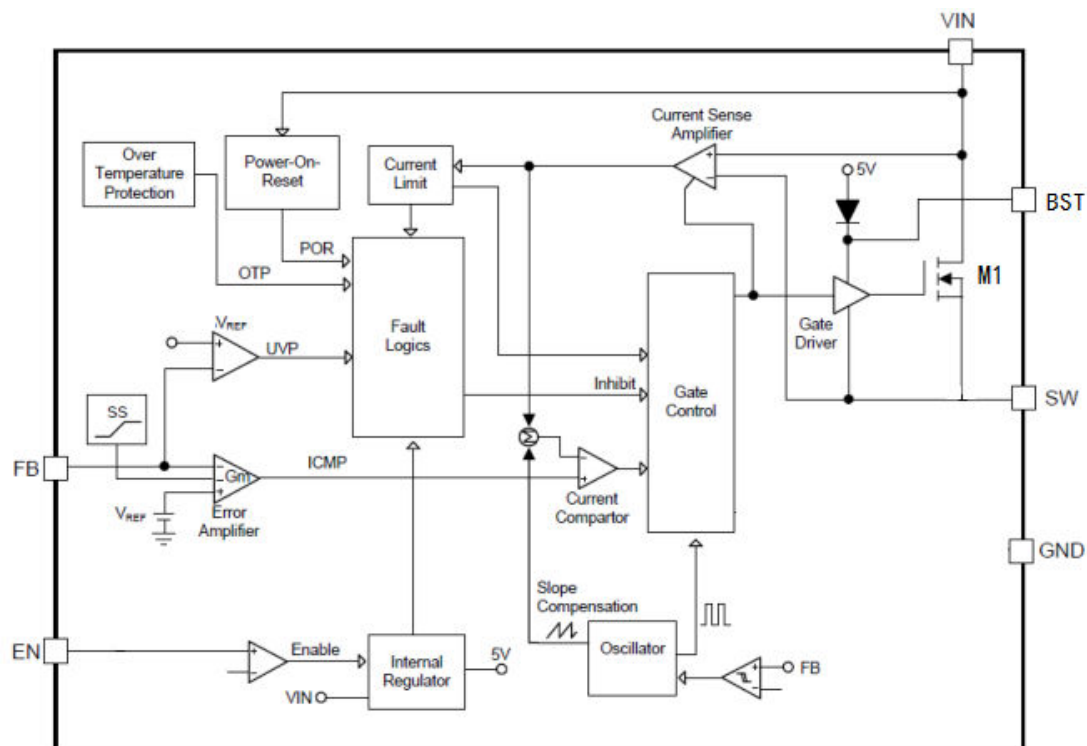 VIN
Current Sense
Amplifier
Over
Temperature
Protection
Power-On-
Reset
Current
Limit
5V
BST
POR
OTP
M1
Fault
Logics
Gate
Driver
VREF
+
-
UVP
Inhibit
Gate
Control
SW
SS
FB
ICMP
Gm
Σ
Current
Compartor
VREF
Error
Amplifier
GND
Slope
Compensation
EN
Enable
Internal
Regulator
5V
Oscillator
FB
VIN